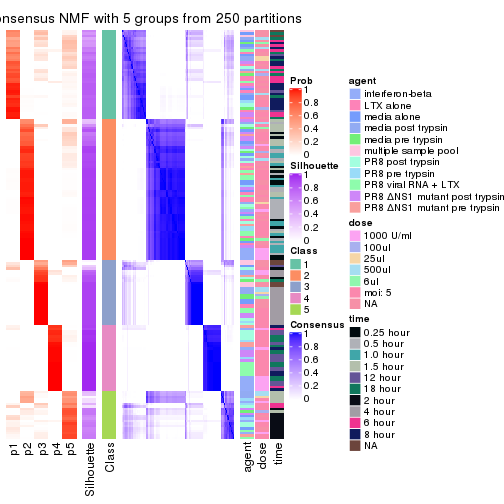 onsensus NMF with 5 groups from 250 partitions
Prob
1
0.8
0.6
0.4
0.2
0
Silhouette
1
0.8
0.6
0.4
0.2
0
Class
1
2
3
4
5
Consensus
1
0.8
0.6
0.4
0.2
0
agent
interferon-beta
LTX alone
media alone
media post trypsin
media pre trypsin
multiple sample pool
PR8 post trypsin
PR8 pre trypsin
PR8 viral RNA + LTX
PR8 ΔNS1 mutant post trypsin
PR8 ΔNS1 mutant pre trypsin
dose
1000 U/ml
100ul
25ul
500ul
6ul
moi: 5
NA
time
0.25 hour
0.5 hour
1.0 hour
1.5 hour
12 hour
18 hour
2 hour
4 hour
6 hour
8 hour
NA
p1
p2
p3
p4
p5
Silhouette
Class
agent
dose
time